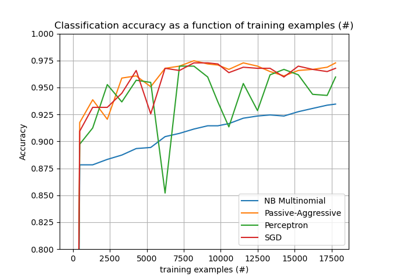 Classification accuracy as a function of training examples (#)
1.000
0.975
0.950
0.925
0.900
0.875
0.850
0.825
0.800
Accuracy
NB Multinomial
Passive-Aggressive
Perceptron
SGD
0
2500
5000
7500
10000
12500
15000
17500
training examples (#)